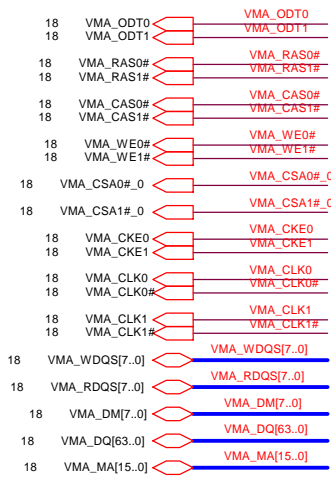 18 VMA_ODT0 VMA_ODT0
18 VMA_ODT1 VMA_ODT1
18 VMA_RAS0# VMA_RAS0#
18 VMA_RAS1# VMA_RAS1#
18 VMA_CAS0# VMA_CAS0#
18 VMA_CAS1# VMA_CAS1#
18 VMA_WE0# VMA_WE0#
18 VMA_WE1# VMA_WE1#
18 VMA_CSA0#_0 VMA_CSA0#_0
18 VMA_CSA1#_0 VMA_CSA1#_0
18 VMA_CKE0 VMA_CKE0
18 VMA_CKE1 VMA_CKE1
18 VMA_CLK0 VMA_CLK0
18 VMA_CLK0# VMA_CLK0#
18 VMA_CLK1 VMA_CLK1
18 VMA_CLK1# VMA_CLK1#
18 VMA_WDQS[7..0] VMA_WDQS[7..0]
18 VMA_RDQS[7..0] VMA_RDQS[7..0]
18 VMA_DM[7..0] VMA_DM[7..0]
18 VMA_DQ[63..0] VMA_DQ[63..0]
18 VMA_MA[15..0] VMA_MA[15..0]